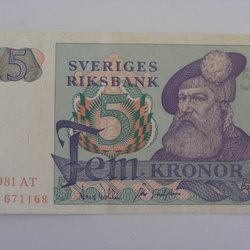 5
SVERIGES
RIKSBANK
5
Fem KRONOR
981 AT
671168